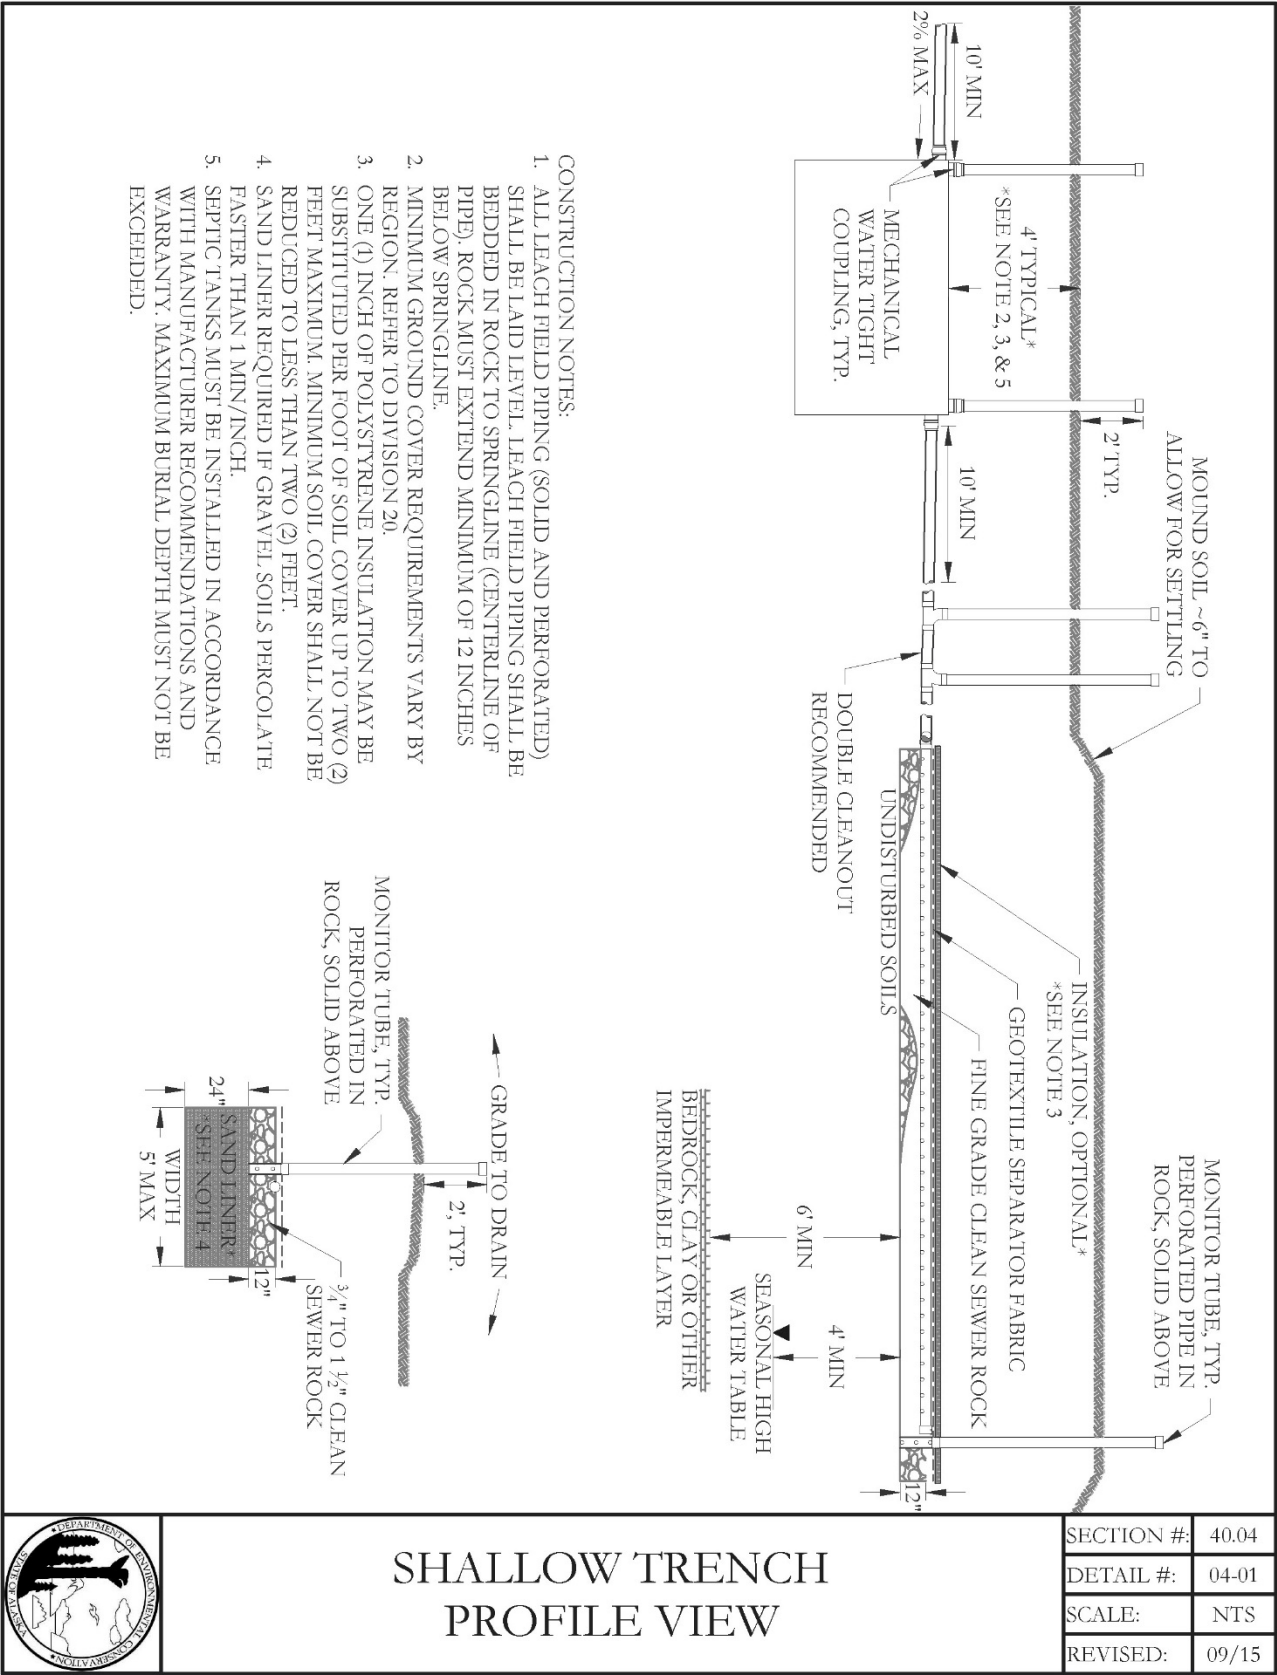 10' MIN
2% MAX
4' TYPICAL*
*SEE NOTE 2, 3, & 5
MECHANICAL
WATER TIGHT
COUPLING, TYP.
2' TYP.
10' MIN
MOUND SOIL ~6" TO
ALLOW FOR SETTLING
DOUBLE CLEANOUT
RECOMMENDED
UNDISTURBED SOILS
INSULATION, OPTIONAL*
*SEE NOTE 3
GEOTEXTILE SEPARATOR FABRIC
FINE GRADE CLEAN SEWER ROCK
MONITOR TUBE, TYP.
PERFORATED PIPE IN
ROCK, SOLID ABOVE
12"
6' MIN
4' MIN
SEASONAL HIGH
WATER TABLE
BEDROCK, CLAY OR OTHER
IMPERMEABLE LAYER
CONSTRUCTION NOTES:
1. ALL LEACH FIELD PIPING (SOLID AND PERFORATED)
SHALL BE LAID LEVEL. LEACH FIELD PIPING SHALL BE
BEDDED IN ROCK TO SPRINGLINE (CENTERLINE OF
PIPE). ROCK MUST EXTEND MINIMUM OF 12 INCHES
BELOW SPRINGLINE.
2. MINIMUM GROUND COVER REQUIREMENTS VARY BY
REGION. REFER TO DIVISION 20.
3. ONE (1) INCH OF POLYSTYRENE INSULATION MAY BE
SUBSTITUTED PER FOOT OF SOIL COVER UP TO TWO (2)
FEET MAXIMUM. MINIMUM SOIL COVER SHALL NOT BE
REDUCED TO LESS THAN TWO (2) FEET.
4. SAND LINER REQUIRED IF GRAVEL SOILS PERCOLATE
FASTER THAN 1 MIN/INCH.
5. SEPTIC TANKS MUST BE INSTALLED IN ACCORDANCE
WITH MANUFACTURER RECOMMENDATIONS AND
WARRANTY. MAXIMUM BURIAL DEPTH MUST NOT BE
EXCEEDED.
GRADE TO DRAIN
MONITOR TUBE, TYP.
PERFORATED IN
ROCK, SOLID ABOVE
2', TYP.
¾" TO 1 ½" CLEAN
SEWER ROCK
12"
24"
SAND LINER*
*SEE NOTE 4
WIDTH
5' MAX
DEPARTMENT OF ENVIRONMENTAL CONSERVATION
STATE OF ALASKA
SHALLOW TRENCH
PROFILE VIEW
SECTION #: 40.04
DETAIL #: 04-01
SCALE: NTS
REVISED: 09/15